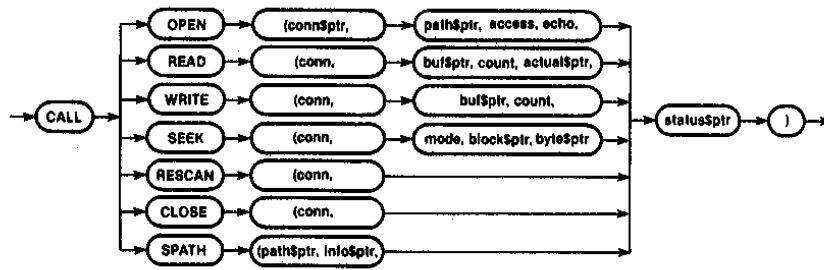 OPEN (conn$ptr, path$ptr, access, echo,
READ (conn, buf$ptr, count, actual$ptr,
WRITE (conn, buf$ptr, count,
CALL
SEEK (conn, mode, block$ptr, byte$ptr
status$ptr )
RESCAN (conn,
CLOSE (conn,
SPATH (path$ptr, info$ptr,